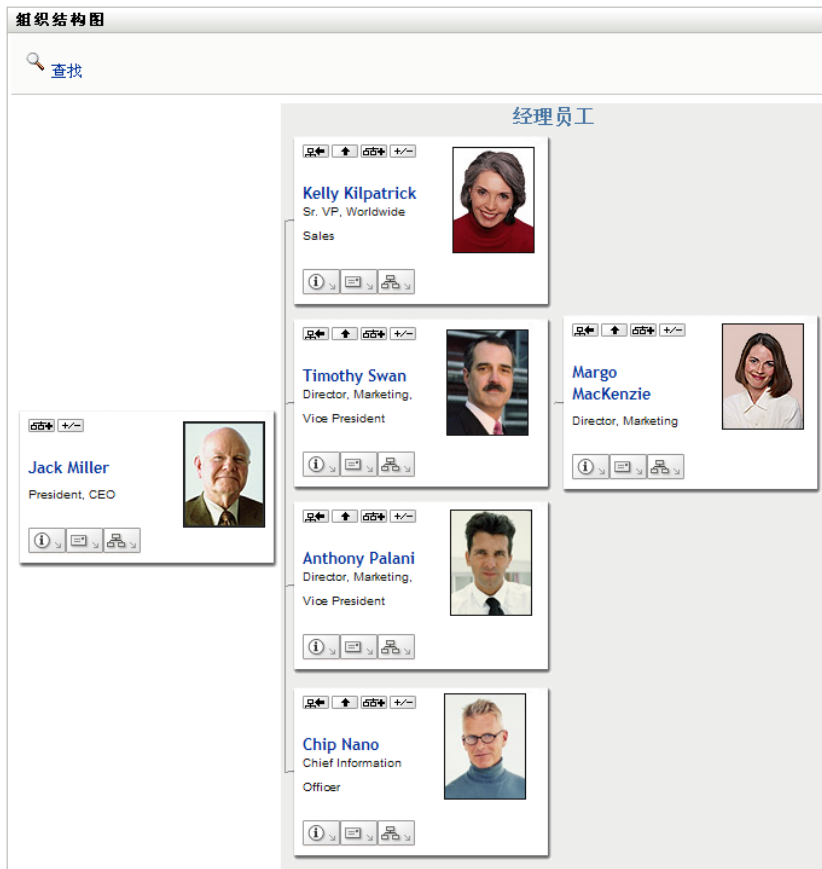 组织结构图
查找
经理员工
Kelly Kilpatrick
Sr. VP, Worldwide
Sales
Timothy Swan
Director, Marketing,
Vice President
Margo
MacKenzie
Director, Marketing
Jack Miller
President, CEO
Anthony Palani
Director, Marketing,
Vice President
Chip Nano
Chief Information
Officer